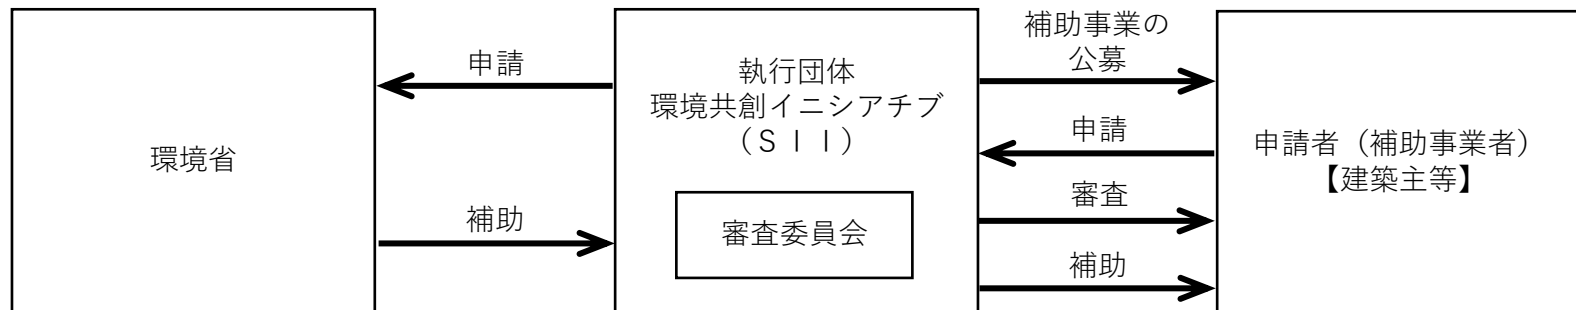 環境省
申請
補助
執行団体
環境共創イニシアチブ
（ＳＩＩ）
審査委員会
補助事業の
公募
申請
審査
補助
申請者（補助事業者）
【建築主等】